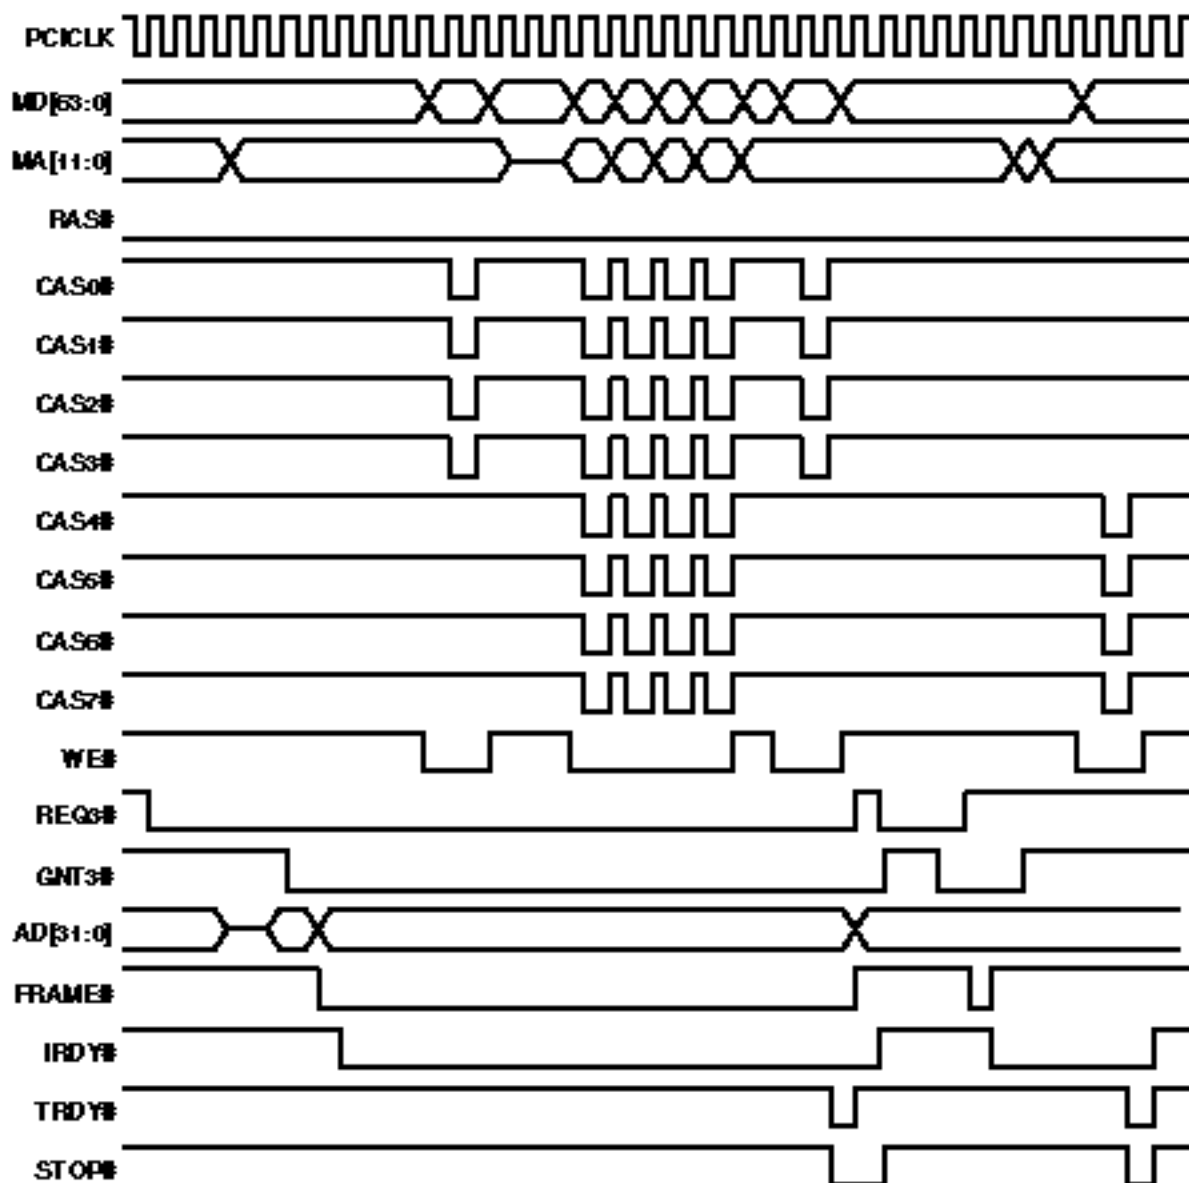 PCICLK
MD[63:0]
MA[11:0]
RAS#
CAS0#
CAS1#
CAS2#
CAS3#
CAS4#
CAS5#
CAS6#
CAS7#
WE#
REQ3#
GNT3#
AD[31:0]
FRAME#
IRDY#
TRDY#
STOP#